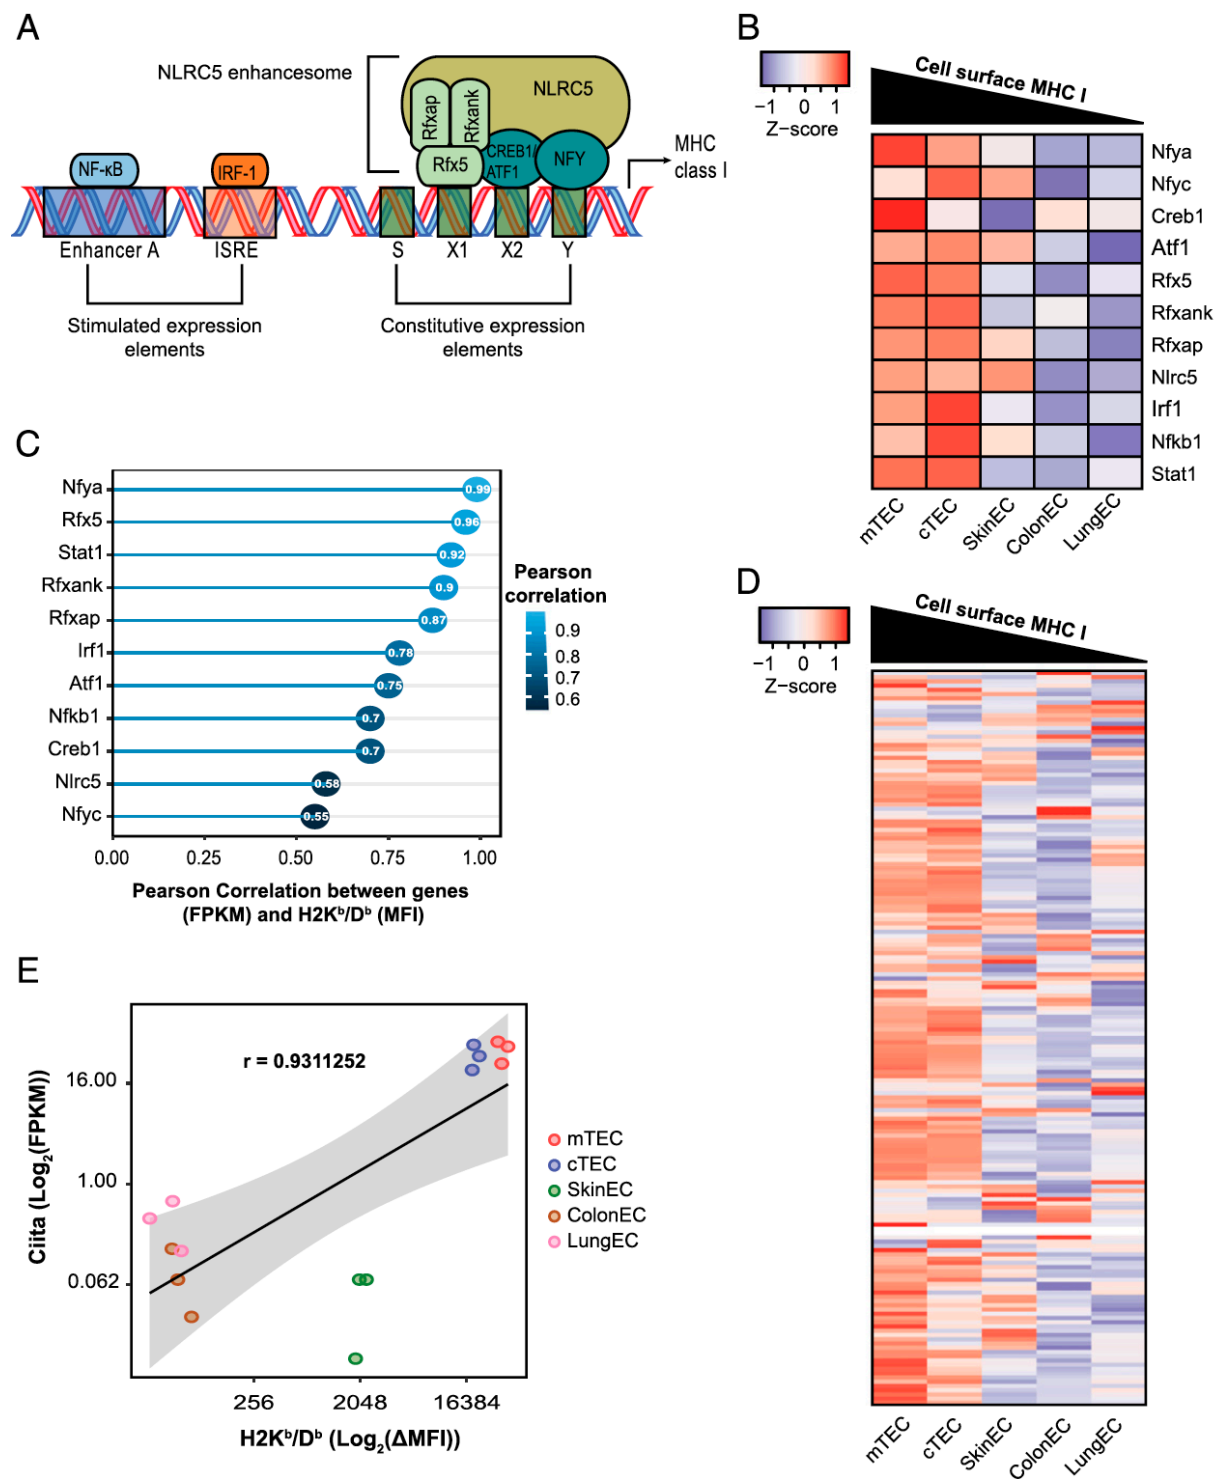 A
NLRC5 enhancesome
NLRC5
Rfxap
Rfxank
Rfx5
CREB1/
ATF1
NFY
MHC
class I
NF-κB
IRF-1
Enhancer A
ISRE
S
X1
X2
Y
Stimulated expression
elements
Constitutive expression
elements
B
−1 0 1
Z−score
Cell surface MHC I
Nfya
Nfyc
Creb1
Atf1
Rfx5
Rfxank
Rfxap
Nlrc5
Irf1
Nfkb1
Stat1
mTEC
cTEC
SkinEC
ColonEC
LungEC
C
Nfya 0.99
Rfx5 0.96
Stat1 0.92
Rfxank 0.9
Rfxap 0.87
Irf1 0.78
Atf1 0.75
Nfkb1 0.7
Creb1 0.7
Nlrc5 0.58
Nfyc 0.55
0.00 0.25 0.50 0.75 1.00
Pearson Correlation between genes
(FPKM) and H2Kᵇ/Dᵇ (MFI)
Pearson
correlation
0.9
0.8
0.7
0.6
D
−1 0 1
Z−score
Cell surface MHC I
mTEC
cTEC
SkinEC
ColonEC
LungEC
E
r = 0.9311252
Ciita (Log₂(FPKM))
16.00
1.00
0.062
256 2048 16384
H2Kᵇ/Dᵇ (Log₂(ΔMFI))
mTEC
cTEC
SkinEC
ColonEC
LungEC